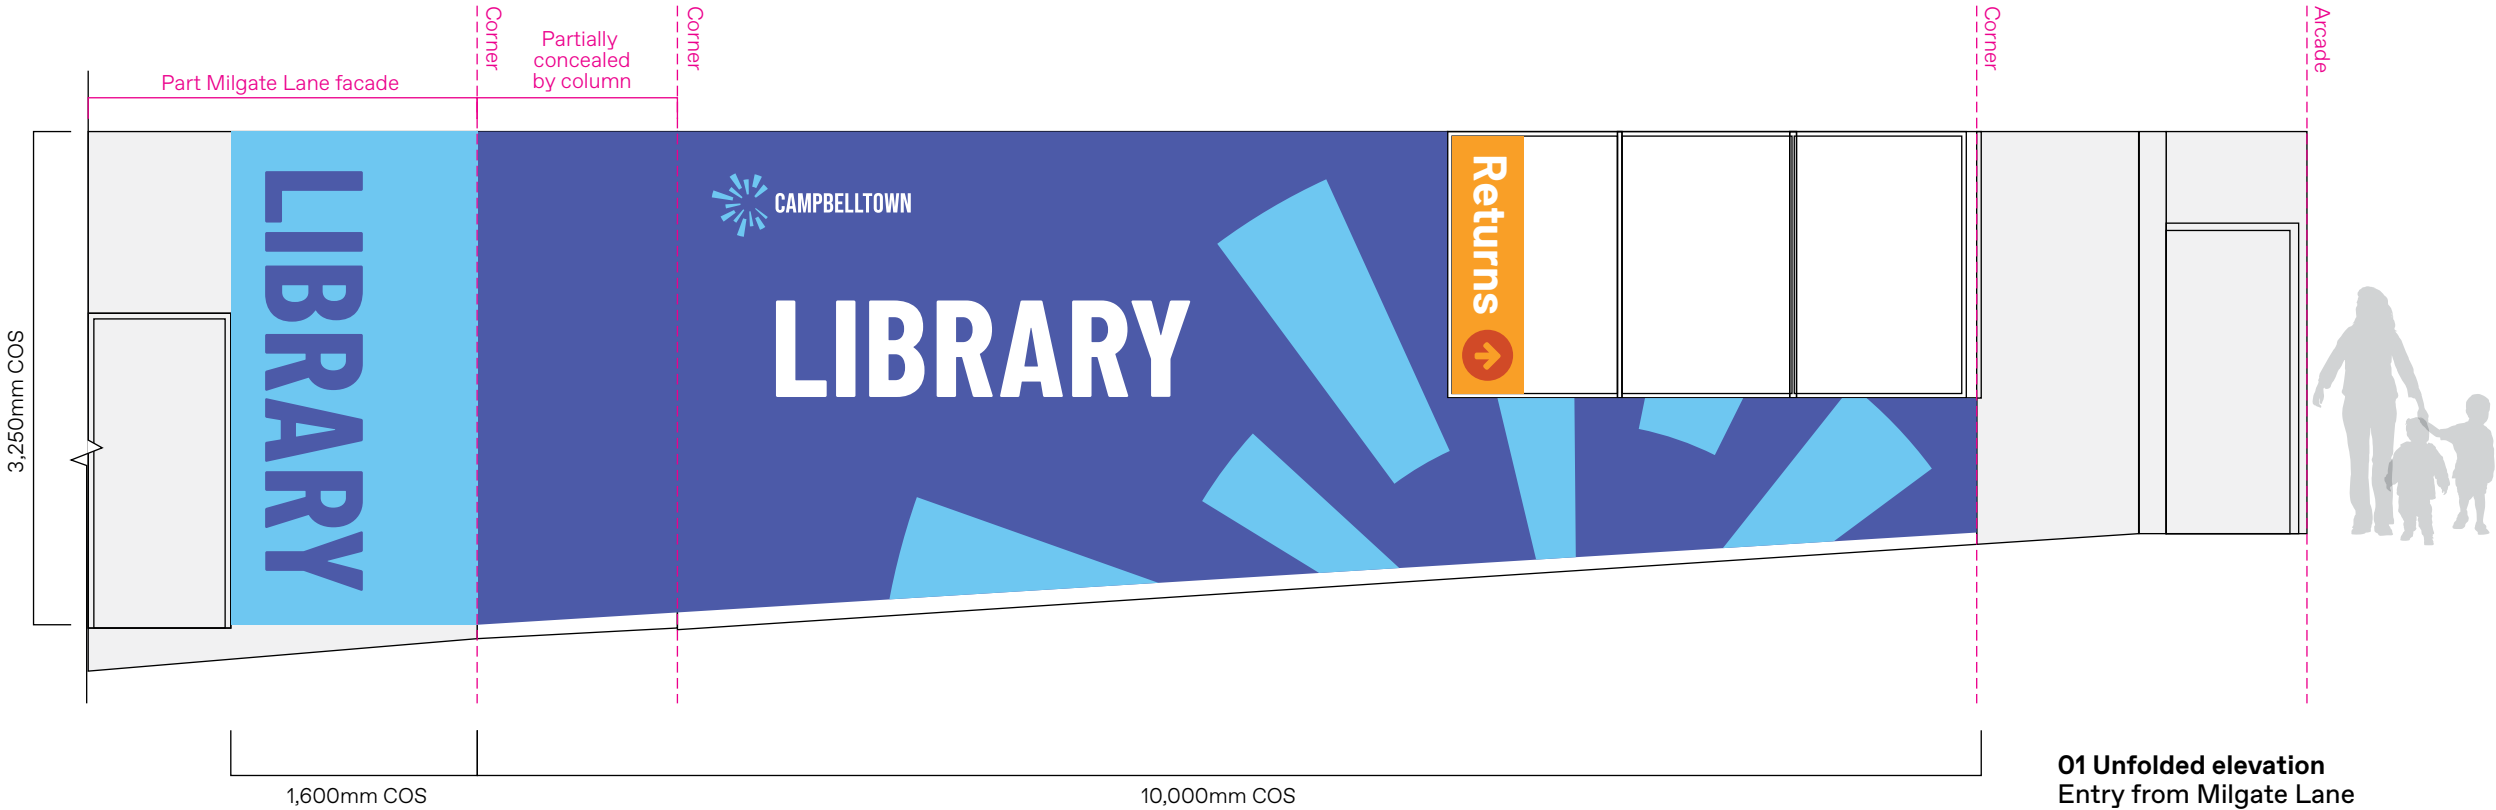 Part Milgate Lane facade
Corner
Partially
concealed
by column
Corner
Corner
Arcade
3,250mm COS
LIBRARY
CAMPBELLTOWN
LIBRARY
Returns
1,600mm COS
10,000mm COS
01 Unfolded elevation
Entry from Milgate Lane